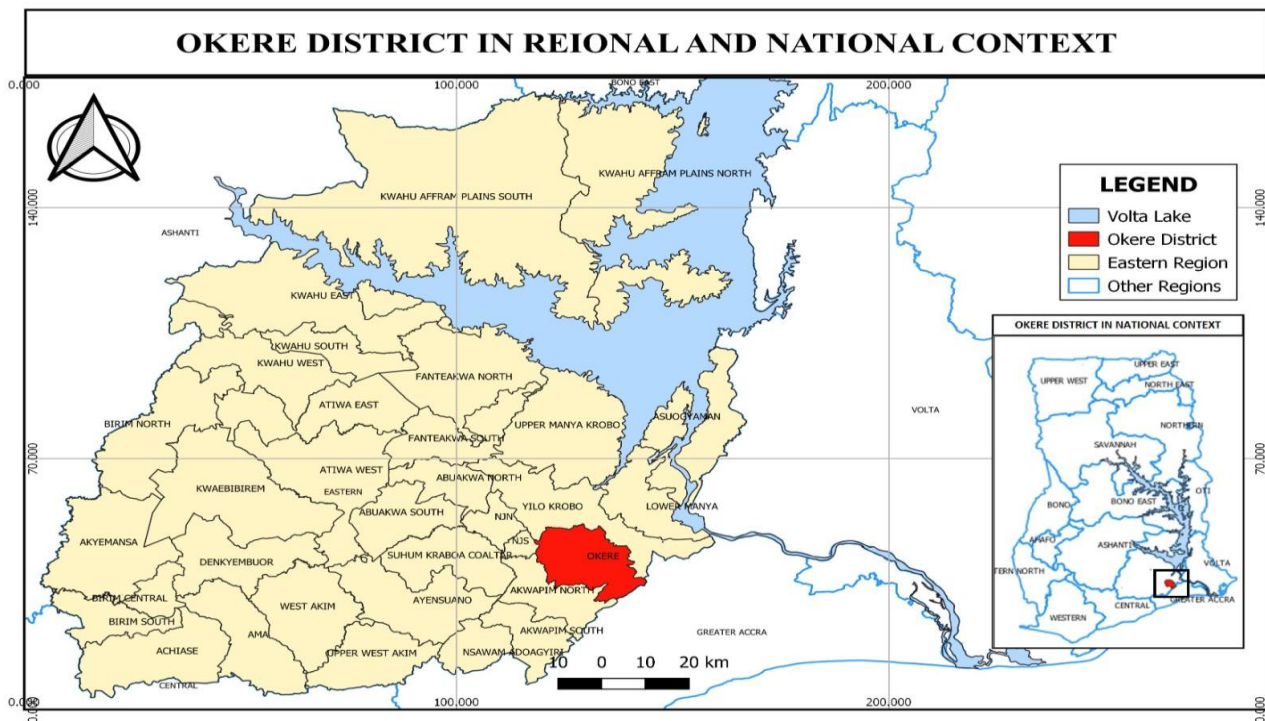 OKERE DISTRICT IN REIONAL AND NATIONAL CONTEXT
0.000
100.000
200.000
BONO EAST
KWAHU AFFRAM PLAINS NORTH
KWAHU AFFRAM PLAINS SOUTH
140.000
140.000
ASHANTI
LEGEND
Volta Lake
Okere District
Eastern Region
Other Regions
KWAHU EAST
KWAHU SOUTH
KWAHU WEST
FANTEAKWA NORTH
ATIWA EAST
BIRIM NORTH
ASUOGYAMAN
UPPER MANYA KROBO
FANTEAKWA SOUTH
VOLTA
70.000
70.000
ATIWA WEST
ABUAKWA NORTH
KWAEBIBIREM
EASTERN
YILO KROBO
LOWER MANYA
ABUAKWA SOUTH
NJN
AKYEMANSA
NJS
SUHUM KRABOA COALTER
OKERE
DENKYEMBUOR
AKWAPIM NORTH
BIRIM CENTRAL
WEST AKIM
AYENSUANO
BIRIM SOUTH
AMA
AKWAPIM SOUTH
GREATER ACCRA
ACHIASE
UPPER WEST AKIM
NSAWAM ADOAGYIRI
CENTRAL
10 0 10 20 km
0.000
100.000
200.000
OKERE DISTRICT IN NATIONAL CONTEXT
UPPER EAST
UPPER WEST
NORTH EAST
NORTHERN
SAVANNAH
OTI
BONO EAST
BONO
AHAFO
ASHANTI
VOLTA
TERN NORTH
GREATER ACCRA
CENTRAL
WESTERN